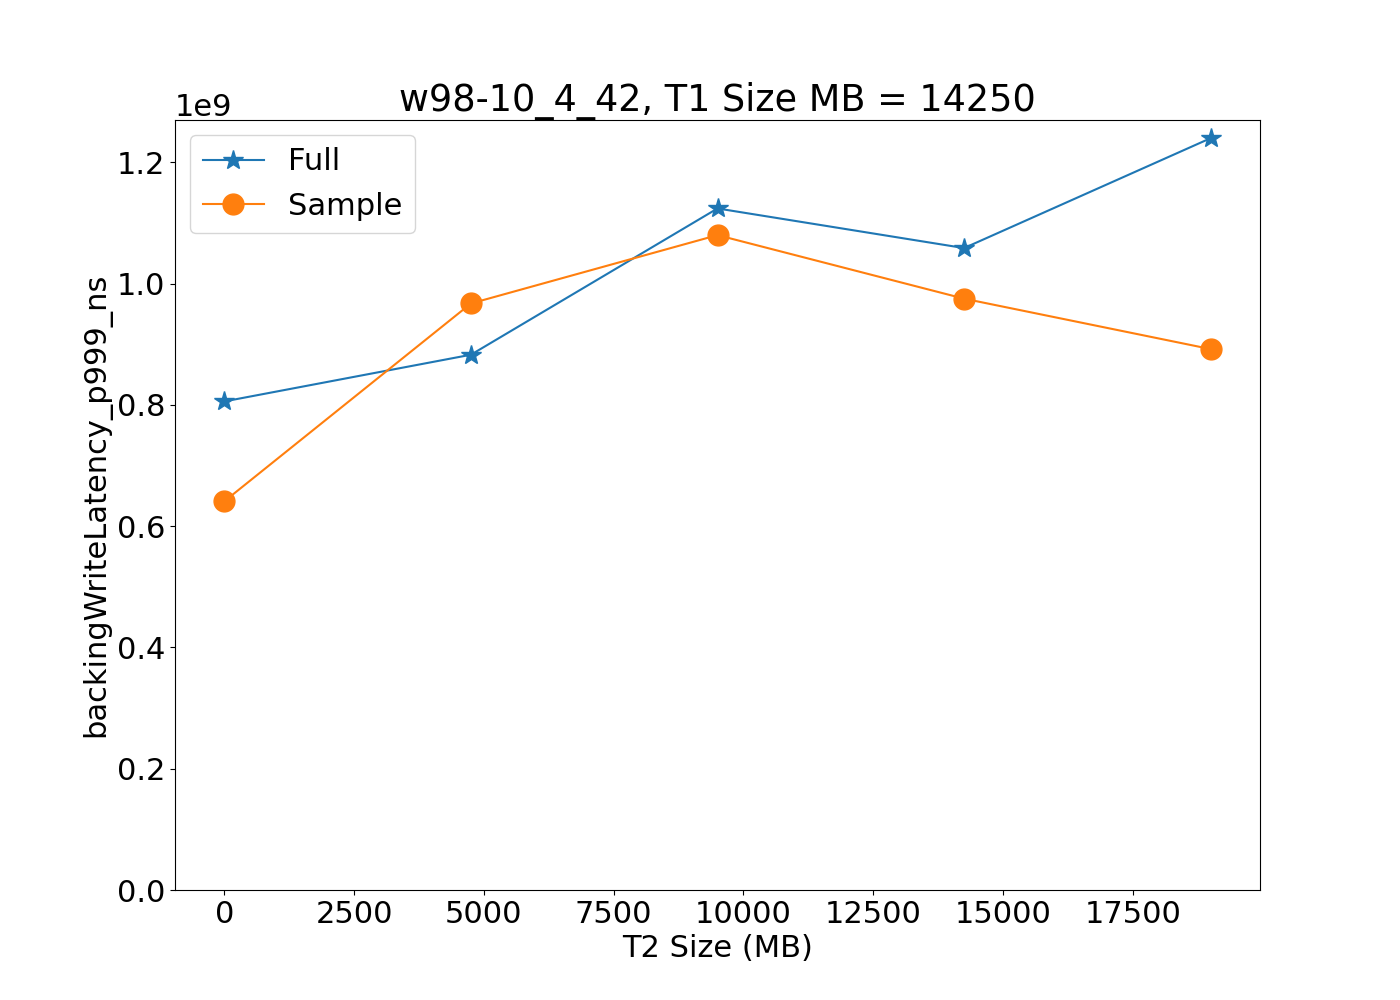 w98-10_4_42, T1 Size MB = 14250
1e9
Full
Sample
1.2
1.0
0.8
0.6
0.4
0.2
0.0
backingWriteLatency_p999_ns
0 2500 5000 7500 10000 12500 15000 17500
T2 Size (MB)